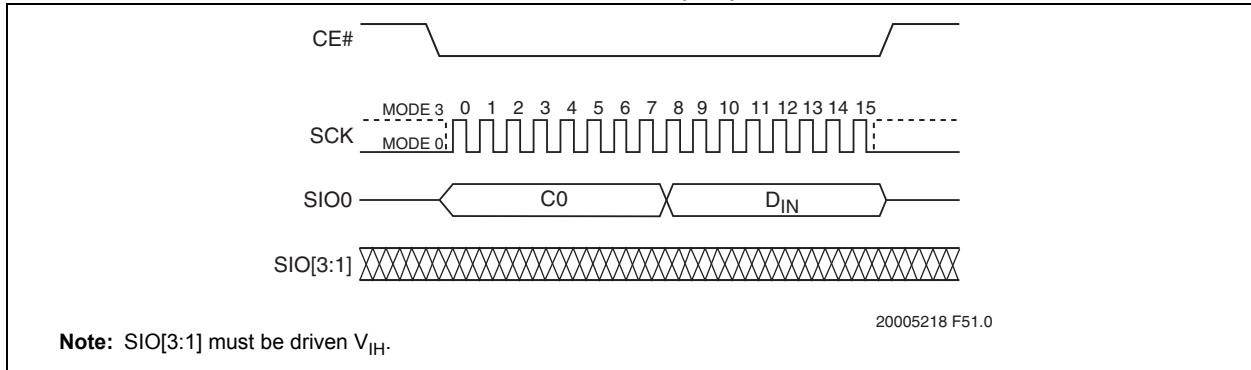 CE#
MODE 3 0 1 2 3 4 5 6 7 8 9 10 11 12 13 14 15
SCK
MODE 0
SIO0 C0 DIN
SIO[3:1]
20005218 F51.0
Note: SIO[3:1] must be driven VIH.